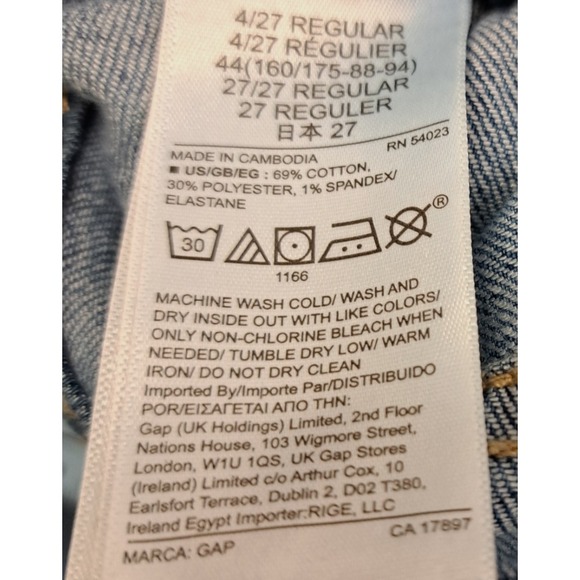 4/27 REGULAR
4/27 RÉGULIER
44(160/175-88-94)
27/27 REGULAR
27 REGULER
日本 27
RN 54023
MADE IN CAMBODIA
■ US/GB/EG : 69% COTTON,
30% POLYESTER, 1% SPANDEX/
ELASTANE
30
®
1166
MACHINE WASH COLD/ WASH AND
DRY INSIDE OUT WITH LIKE COLORS/
ONLY NON-CHLORINE BLEACH WHEN
NEEDED/ TUMBLE DRY LOW/ WARM
IRON/ DO NOT DRY CLEAN
Imported By/Importe Par/DISTRIBUIDO
POR/ΕΙΣΑΓΕΤΑΙ ΑΠΟ ΤΗΝ:
Gap (UK Holdings) Limited, 2nd Floor
Nations House, 103 Wigmore Street,
London, W1U 1QS, UK Gap Stores
(Ireland) Limited c/o Arthur Cox, 10
Earlsfort Terrace, Dublin 2, D02 T380,
Ireland Egypt Importer:RIGE, LLC
CA 17897
MARCA: GAP